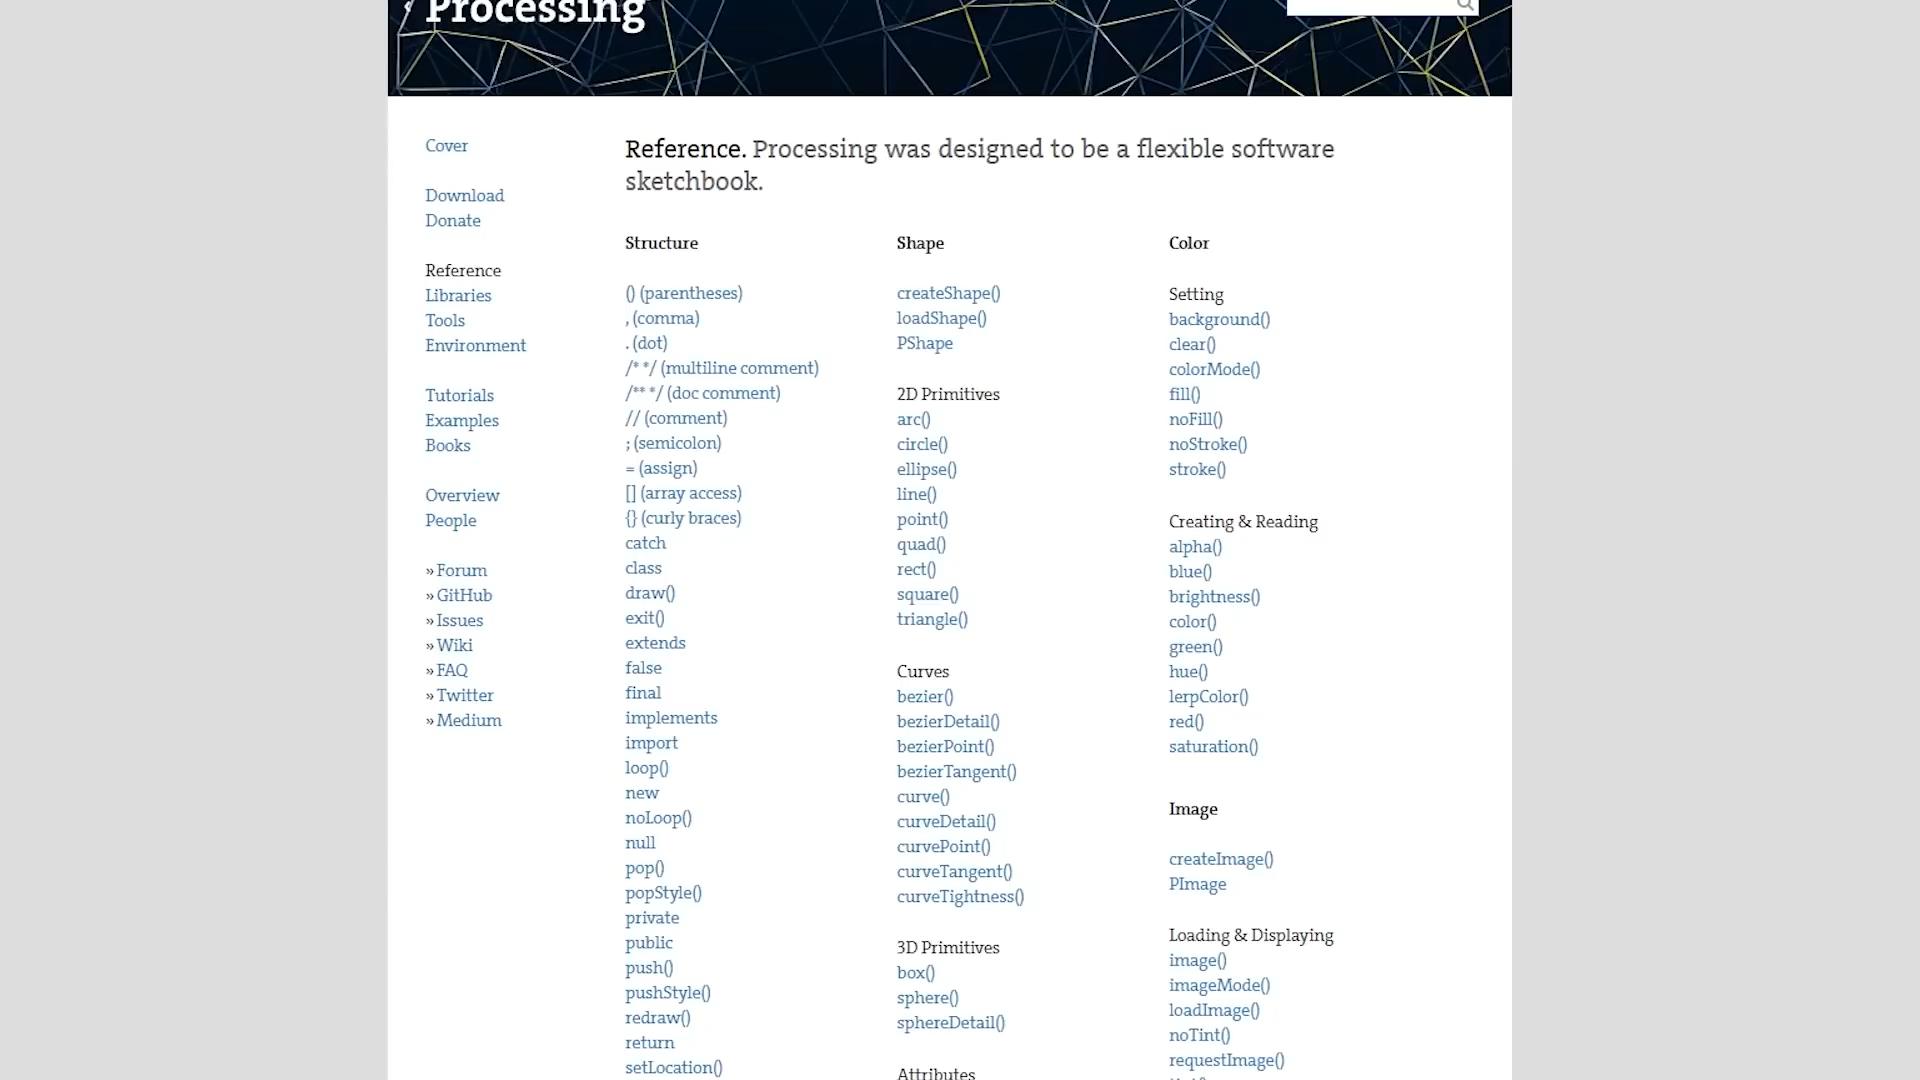 Processing
Cover
Download
Donate
Reference
Libraries
Tools
Environment
Tutorials
Examples
Books
Overview
People
» Forum
» GitHub
» Issues
» Wiki
» FAQ
» Twitter
» Medium
Reference. Processing was designed to be a flexible software
sketchbook.
Structure
() (parentheses)
, (comma)
. (dot)
/* */ (multiline comment)
/** */ (doc comment)
// (comment)
; (semicolon)
= (assign)
[] (array access)
{} (curly braces)
catch
class
draw()
exit()
extends
false
final
implements
import
loop()
new
noLoop()
null
pop()
popStyle()
private
public
push()
pushStyle()
redraw()
return
setLocation()
Shape
createShape()
loadShape()
PShape
2D Primitives
arc()
circle()
ellipse()
line()
point()
quad()
rect()
square()
triangle()
Curves
bezier()
bezierDetail()
bezierPoint()
bezierTangent()
curve()
curveDetail()
curvePoint()
curveTangent()
curveTightness()
3D Primitives
box()
sphere()
sphereDetail()
Attributes
Color
Setting
background()
clear()
colorMode()
fill()
noFill()
noStroke()
stroke()
Creating & Reading
alpha()
blue()
brightness()
color()
green()
hue()
lerpColor()
red()
saturation()
Image
createImage()
PImage
Loading & Displaying
image()
imageMode()
loadImage()
noTint()
requestImage()